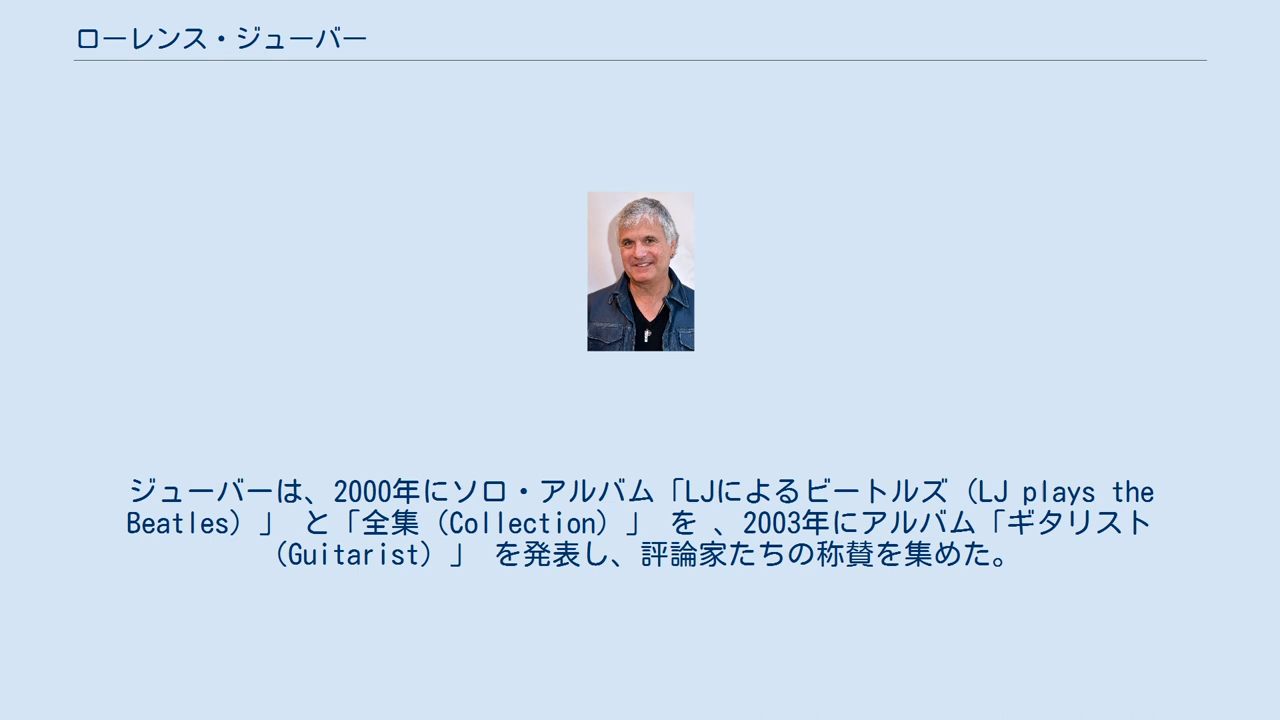 ローレンス・ジューバー
ジューバーは、2000年にソロ・アルバム「LJによるビートルズ（LJ plays the
Beatles）」 と「全集（Collection）」 を 、2003年にアルバム「ギタリスト
（Guitarist）」 を発表し、評論家たちの称賛を集めた。